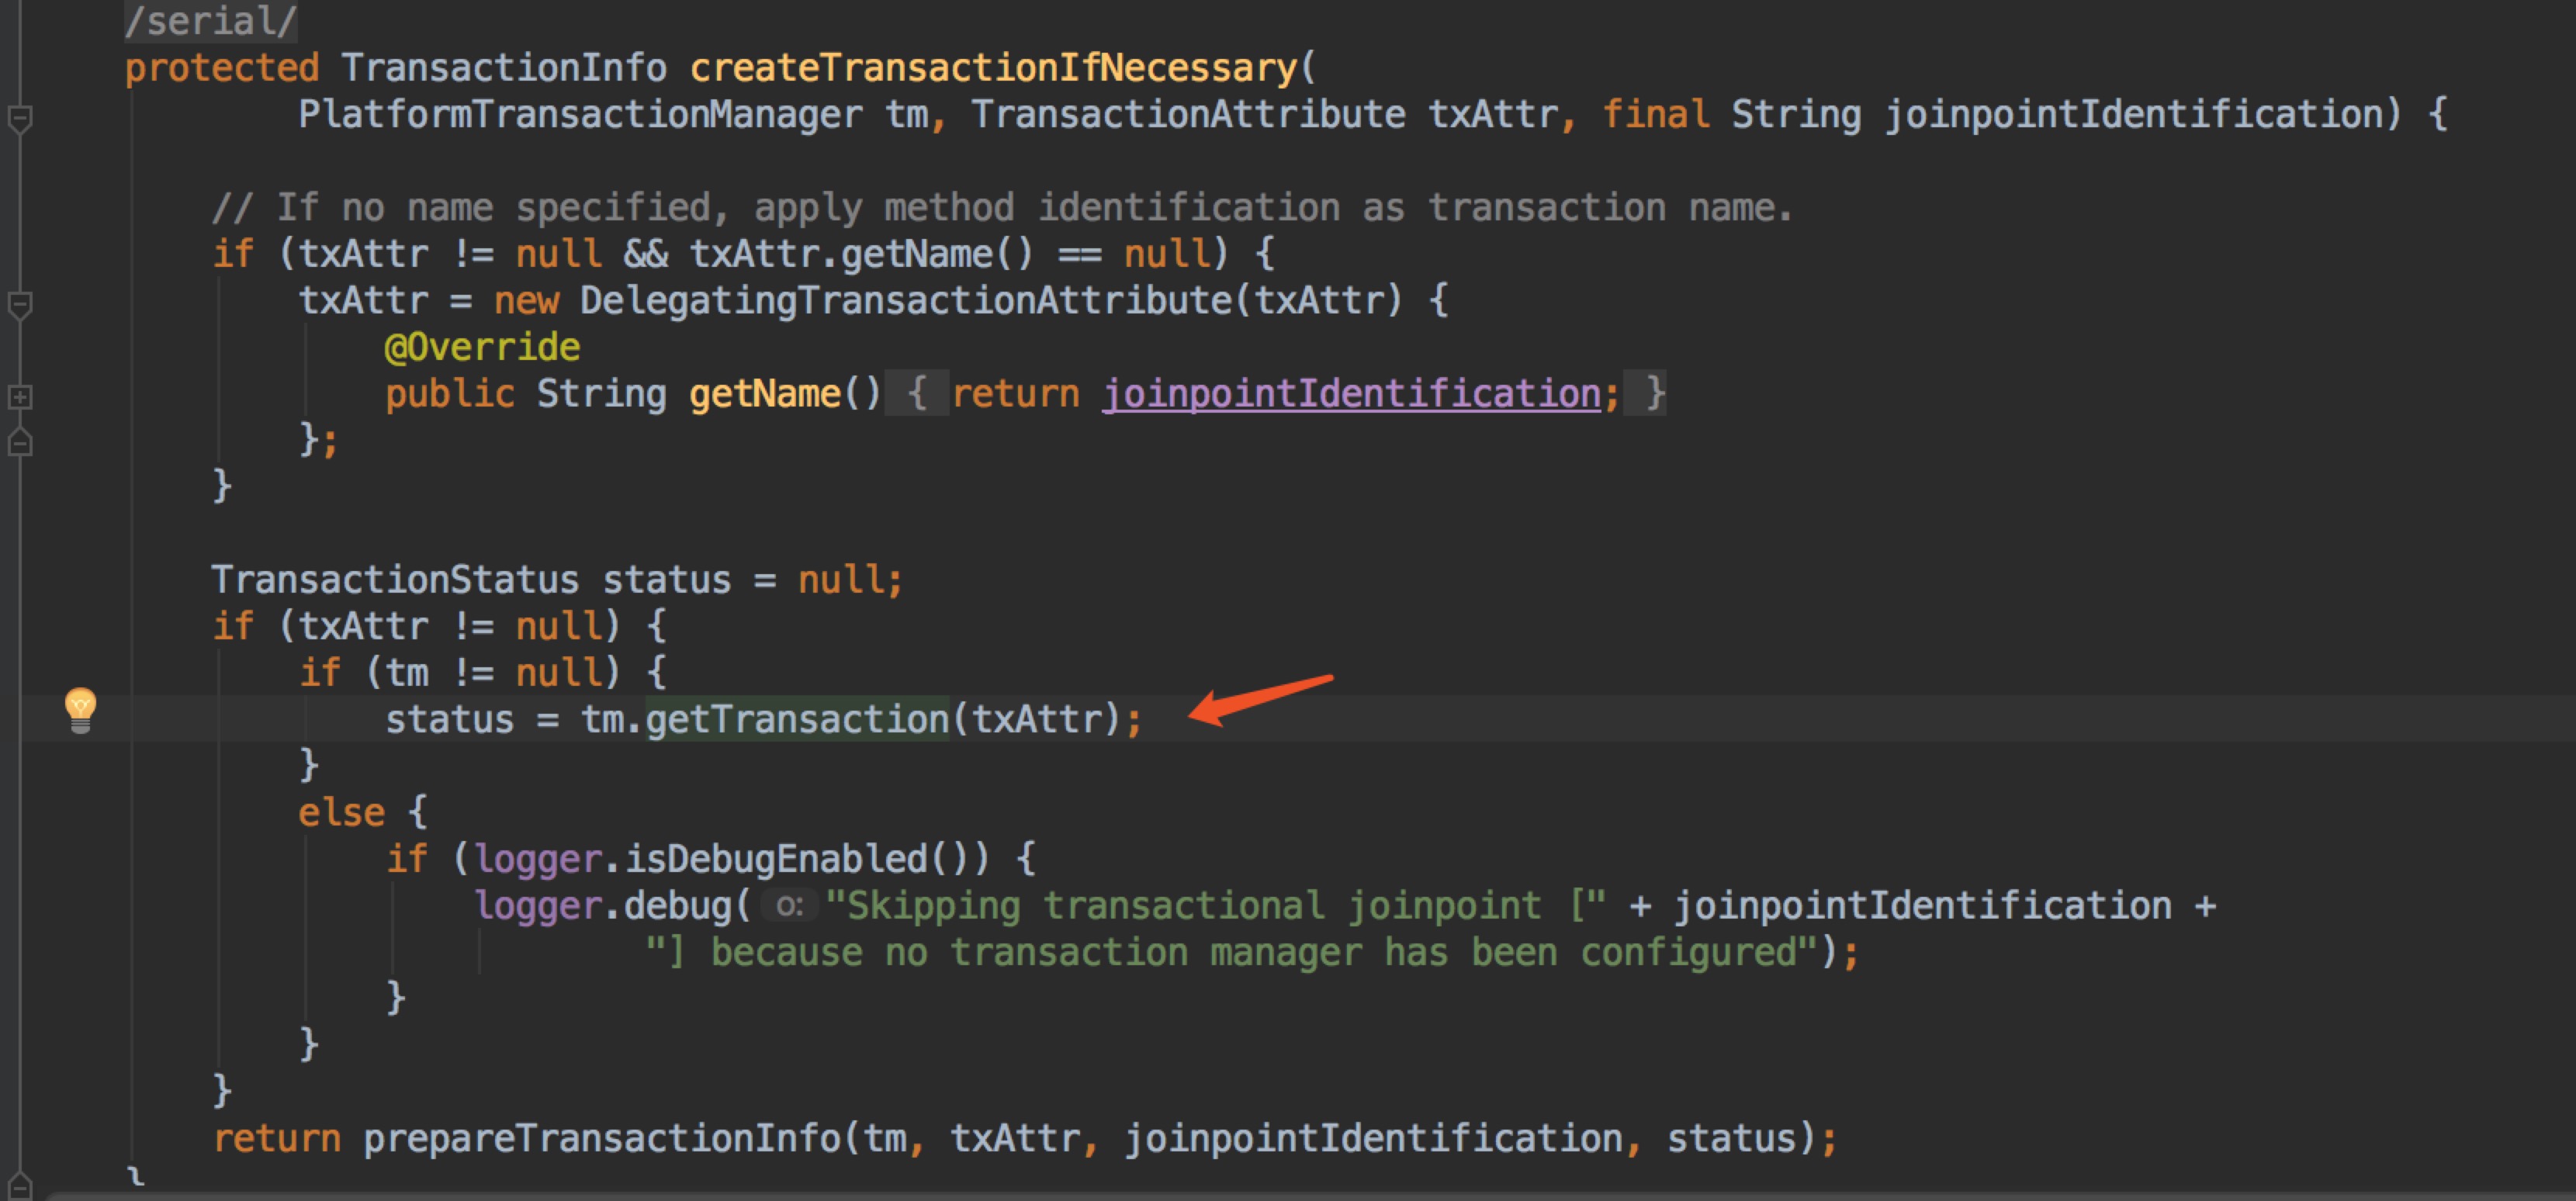 /serial/
protected TransactionInfo createTransactionIfNecessary(
PlatformTransactionManager tm, TransactionAttribute txAttr, final String joinpointIdentification) {
// If no name specified, apply method identification as transaction name.
if (txAttr != null && txAttr.getName() == null) {
txAttr = new DelegatingTransactionAttribute(txAttr) {
@Override
public String getName() { return joinpointIdentification; }
};
}
TransactionStatus status = null;
if (txAttr != null) {
if (tm != null) {
status = tm.getTransaction(txAttr);
}
else {
if (logger.isDebugEnabled()) {
logger.debug( o: "Skipping transactional joinpoint [" + joinpointIdentification +
"] because no transaction manager has been configured");
}
}
}
return prepareTransactionInfo(tm, txAttr, joinpointIdentification, status);
}